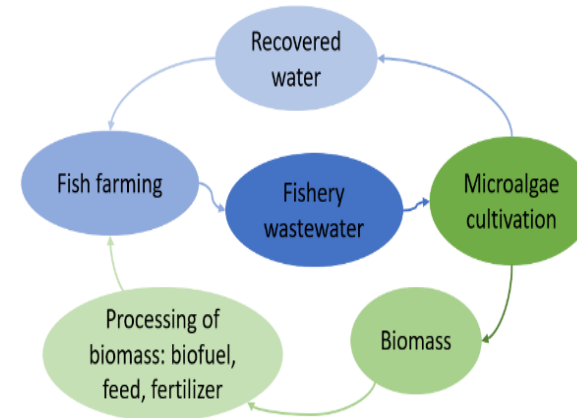 Recovered
water
Fish farming
Fishery
wastewater
Microalgae
cultivation
Biomass
Processing of
biomass: biofuel,
feed, fertilizer